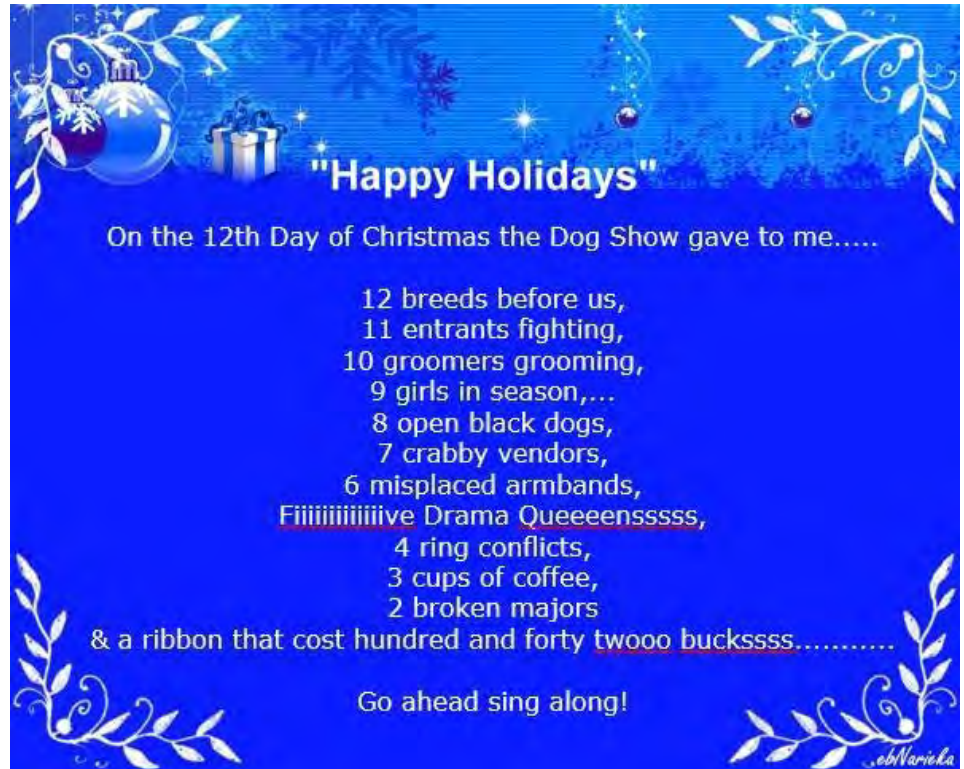 "Happy Holidays"
On the 12th Day of Christmas the Dog Show gave to me.....
12 breeds before us,
11 entrants fighting,
10 groomers grooming,
9 girls in season,...
8 open black dogs,
7 crabby vendors,
6 misplaced armbands,
Fiiiiiiiiiiiiive Drama Queeeensssss,
4 ring conflicts,
3 cups of coffee,
2 broken majors
& a ribbon that cost hundred and forty twooo buckssss...........
Go ahead sing along!